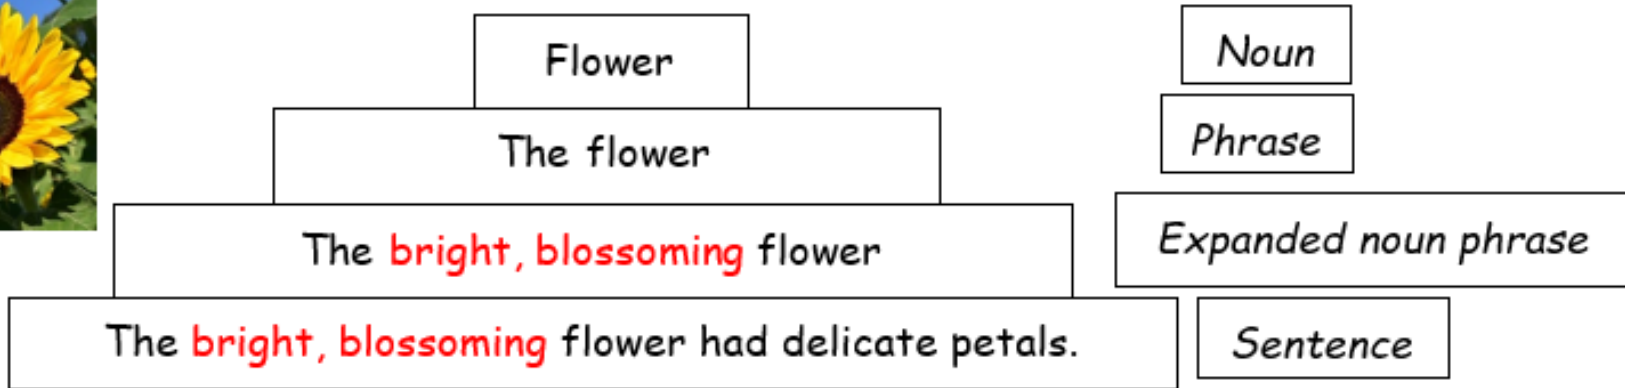 Flower
Noun
The flower
Phrase
The bright, blossoming flower
Expanded noun phrase
The bright, blossoming flower had delicate petals.
Sentence